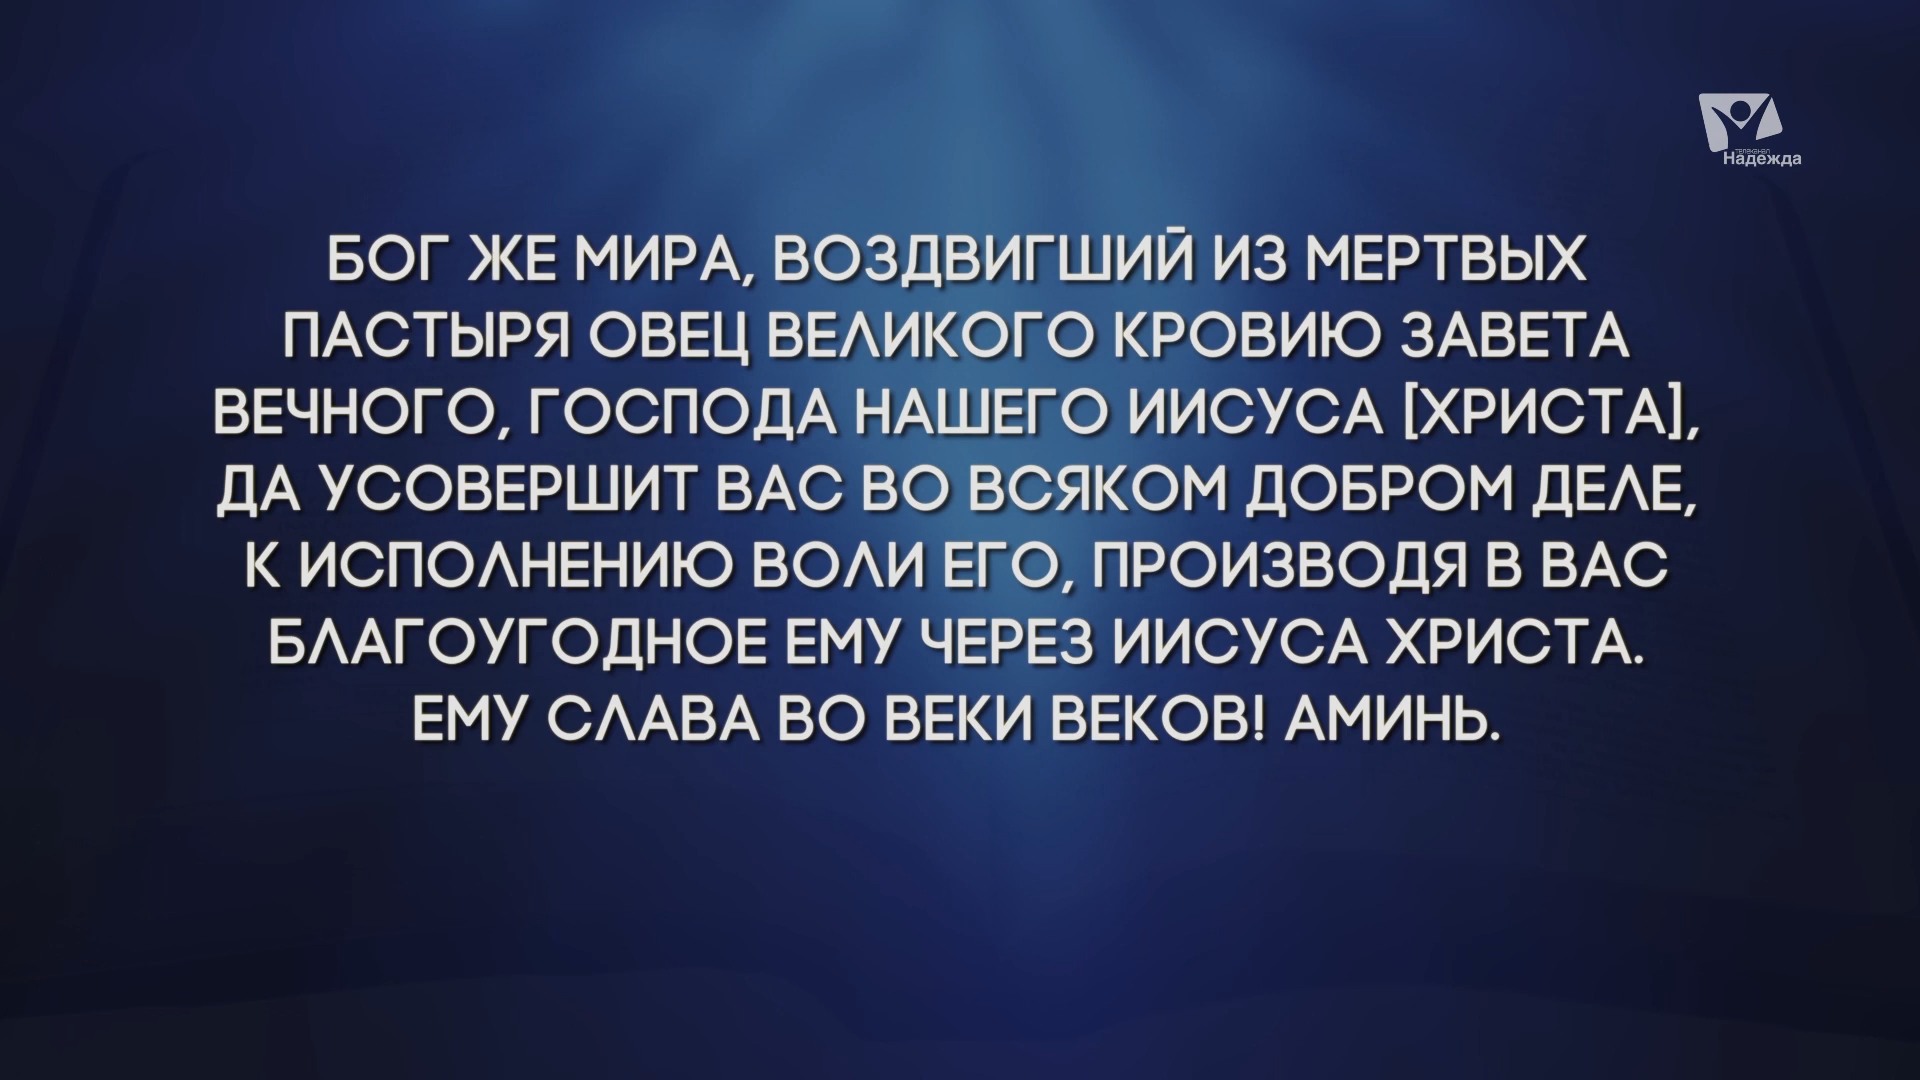 телеканал
Надежда
БОГ ЖЕ МИРА, ВОЗДВИГШИЙ ИЗ МЕРТВЫХ
ПАСТЫРЯ ОВЕЦ ВЕЛИКОГО КРОВИЮ ЗАВЕТА
ВЕЧНОГО, ГОСПОДА НАШЕГО ИИСУСА [ХРИСТА],
ДА УСОВЕРШИТ ВАС ВО ВСЯКОМ ДОБРОМ ДЕЛЕ,
К ИСПОЛНЕНИЮ ВОЛИ ЕГО, ПРОИЗВОДЯ В ВАС
БЛАГОУГОДНОЕ ЕМУ ЧЕРЕЗ ИИСУСА ХРИСТА.
ЕМУ СЛАВА ВО ВЕКИ ВЕКОВ! АМИНЬ.